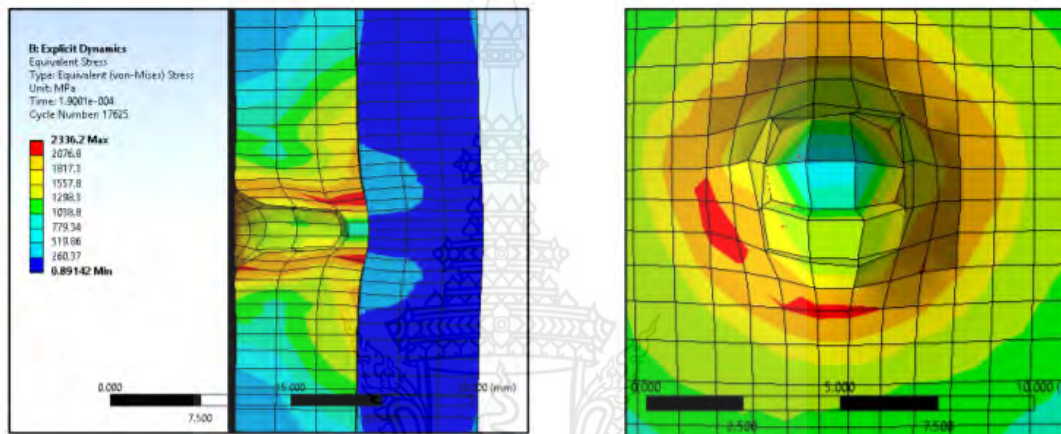 B: Explicit Dynamics
Equivalent Stress
Type: Equivalent (von-Mises) Stress
Unit: MPa
Time: 1.9001e-004
Cycle Number 17625
2336.2 Max
2076.8
1817.3
1557.8
1298.3
1038.8
779.34
519.86
260.37
0.89142 Min
0.000
15.000
(mm)
7.500
0.000
5.000
10.000 (mm)
2.500
7.500